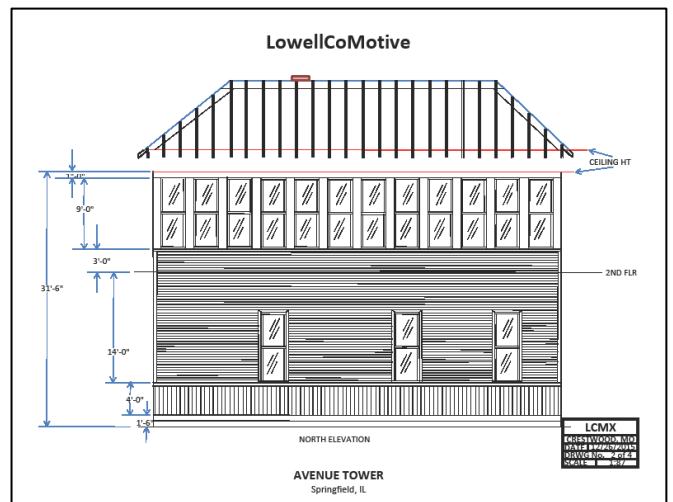 LowellCoMotive
CEILING HT
1'-0"
9'-0"
3'-0"
2ND FLR
31'-6"
14'-0"
4'-0"
1'-6"
NORTH ELEVATION
LCMX
CRESTWOOD, MO
DATE 12/26/2015
DRWG No. 2 of 4
SCALE 1:87
AVENUE TOWER
Springfield, IL